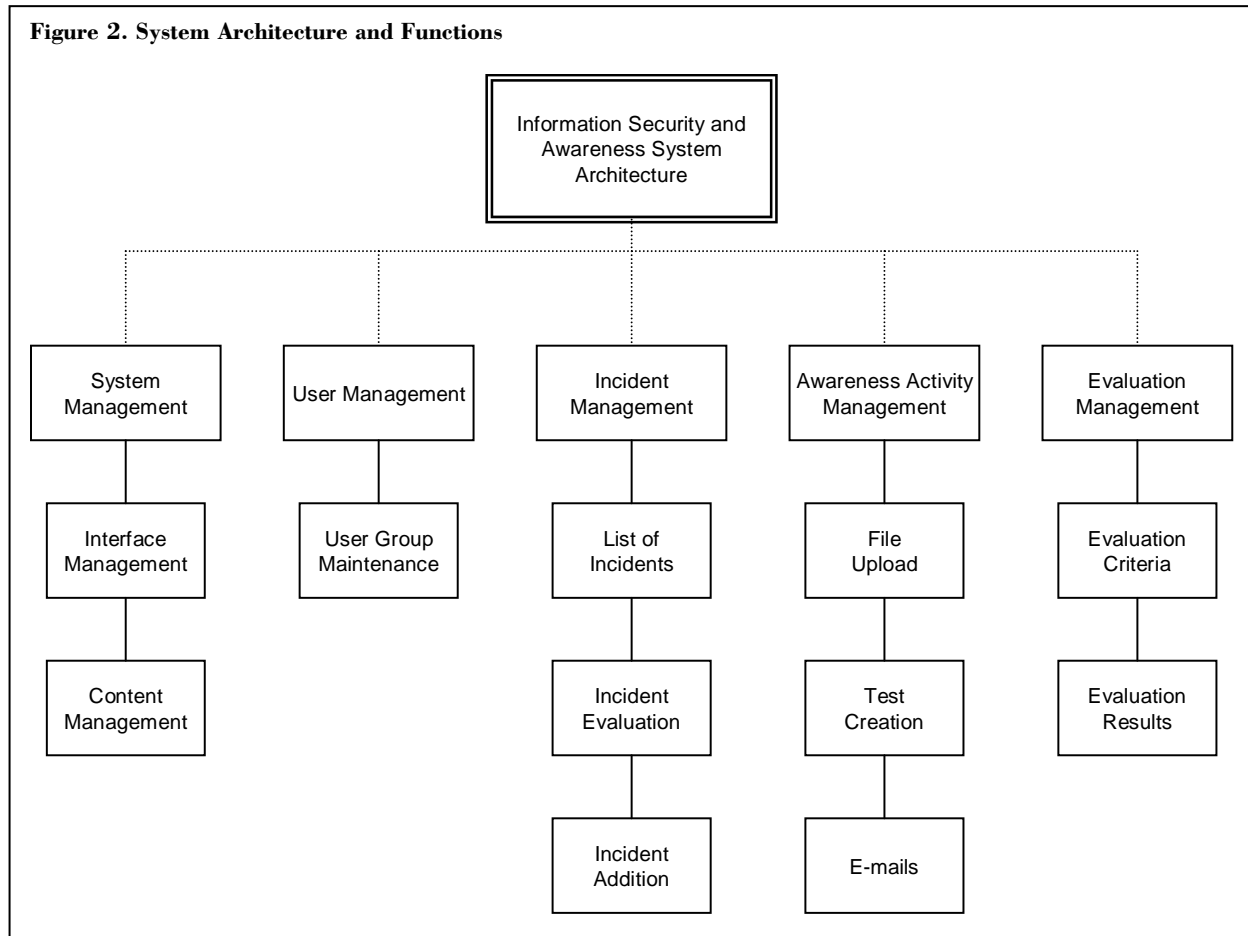 Figure 2. System Architecture and Functions
Information Security and
Awareness System
Architecture
System
Management
User Management
Incident
Management
Awareness Activity
Management
Evaluation
Management
Interface
Management
User Group
Maintenance
List of
Incidents
File
Upload
Evaluation
Criteria
Content
Management
Incident
Evaluation
Test
Creation
Evaluation
Results
Incident
Addition
E-mails